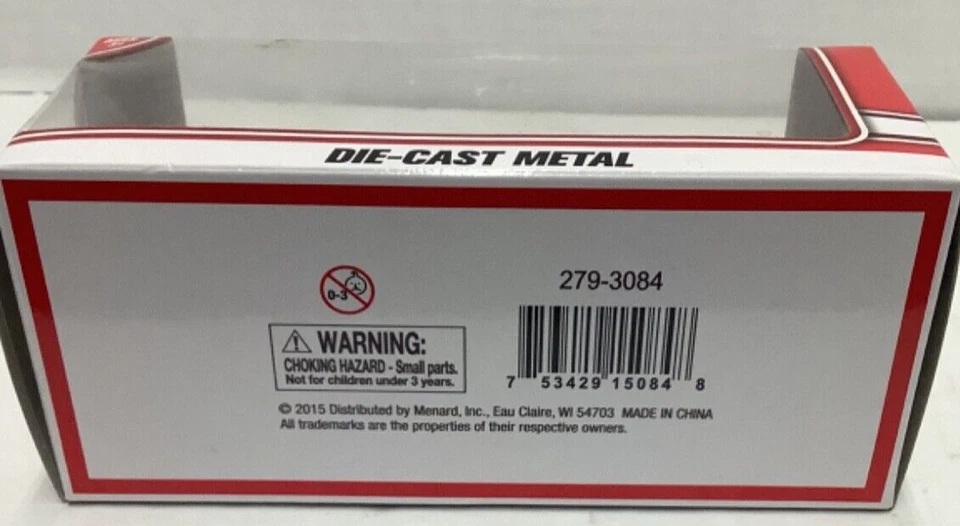 DIE-CAST METAL
279-3084
0-3
WARNING:
CHOKING HAZARD - Small parts.
Not for children under 3 years.
7 53429 15084 8
© 2015 Distributed by Menard, Inc., Eau Claire, WI 54703 MADE IN CHINA
All trademarks are the properties of their respective owners.